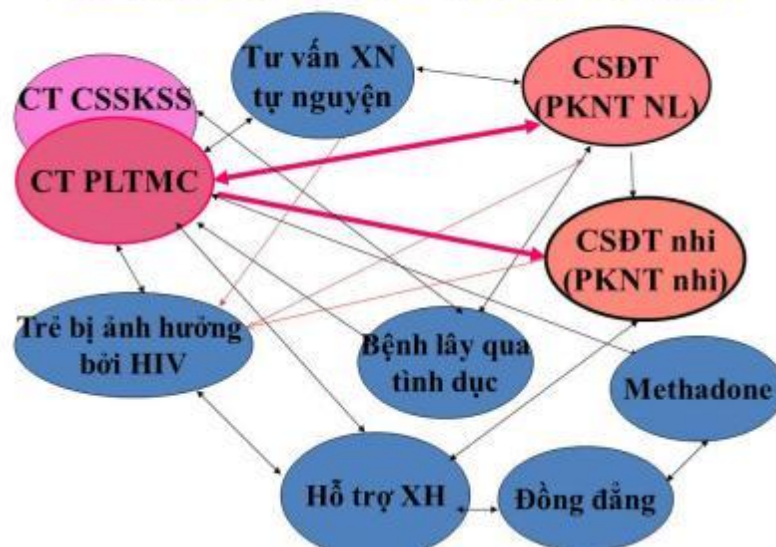 Tư vấn XN
tự nguyện
CSĐT
(PKNT NL)
CT CSSKSS
CT PLTMC
CSĐT nhi
(PKNT nhi)
Trẻ bị ảnh hưởng
bởi HIV
Bệnh lây qua
tình dục
Methadone
Hỗ trợ XH
Đồng đẳng